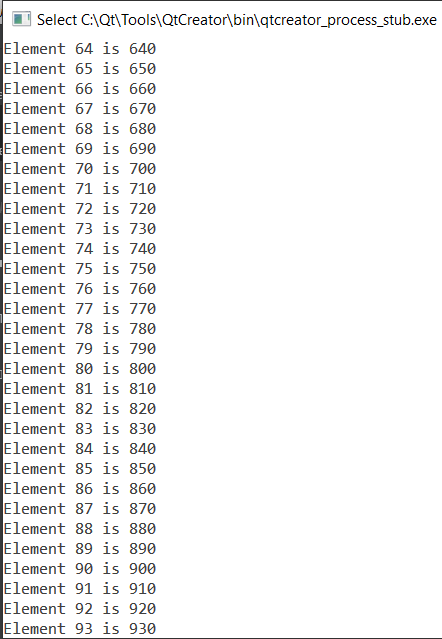 Select C:\Qt\Tools\QtCreator\bin\qtcreator_process_stub.exe
Element 64 is 640
Element 65 is 650
Element 66 is 660
Element 67 is 670
Element 68 is 680
Element 69 is 690
Element 70 is 700
Element 71 is 710
Element 72 is 720
Element 73 is 730
Element 74 is 740
Element 75 is 750
Element 76 is 760
Element 77 is 770
Element 78 is 780
Element 79 is 790
Element 80 is 800
Element 81 is 810
Element 82 is 820
Element 83 is 830
Element 84 is 840
Element 85 is 850
Element 86 is 860
Element 87 is 870
Element 88 is 880
Element 89 is 890
Element 90 is 900
Element 91 is 910
Element 92 is 920
Element 93 is 930